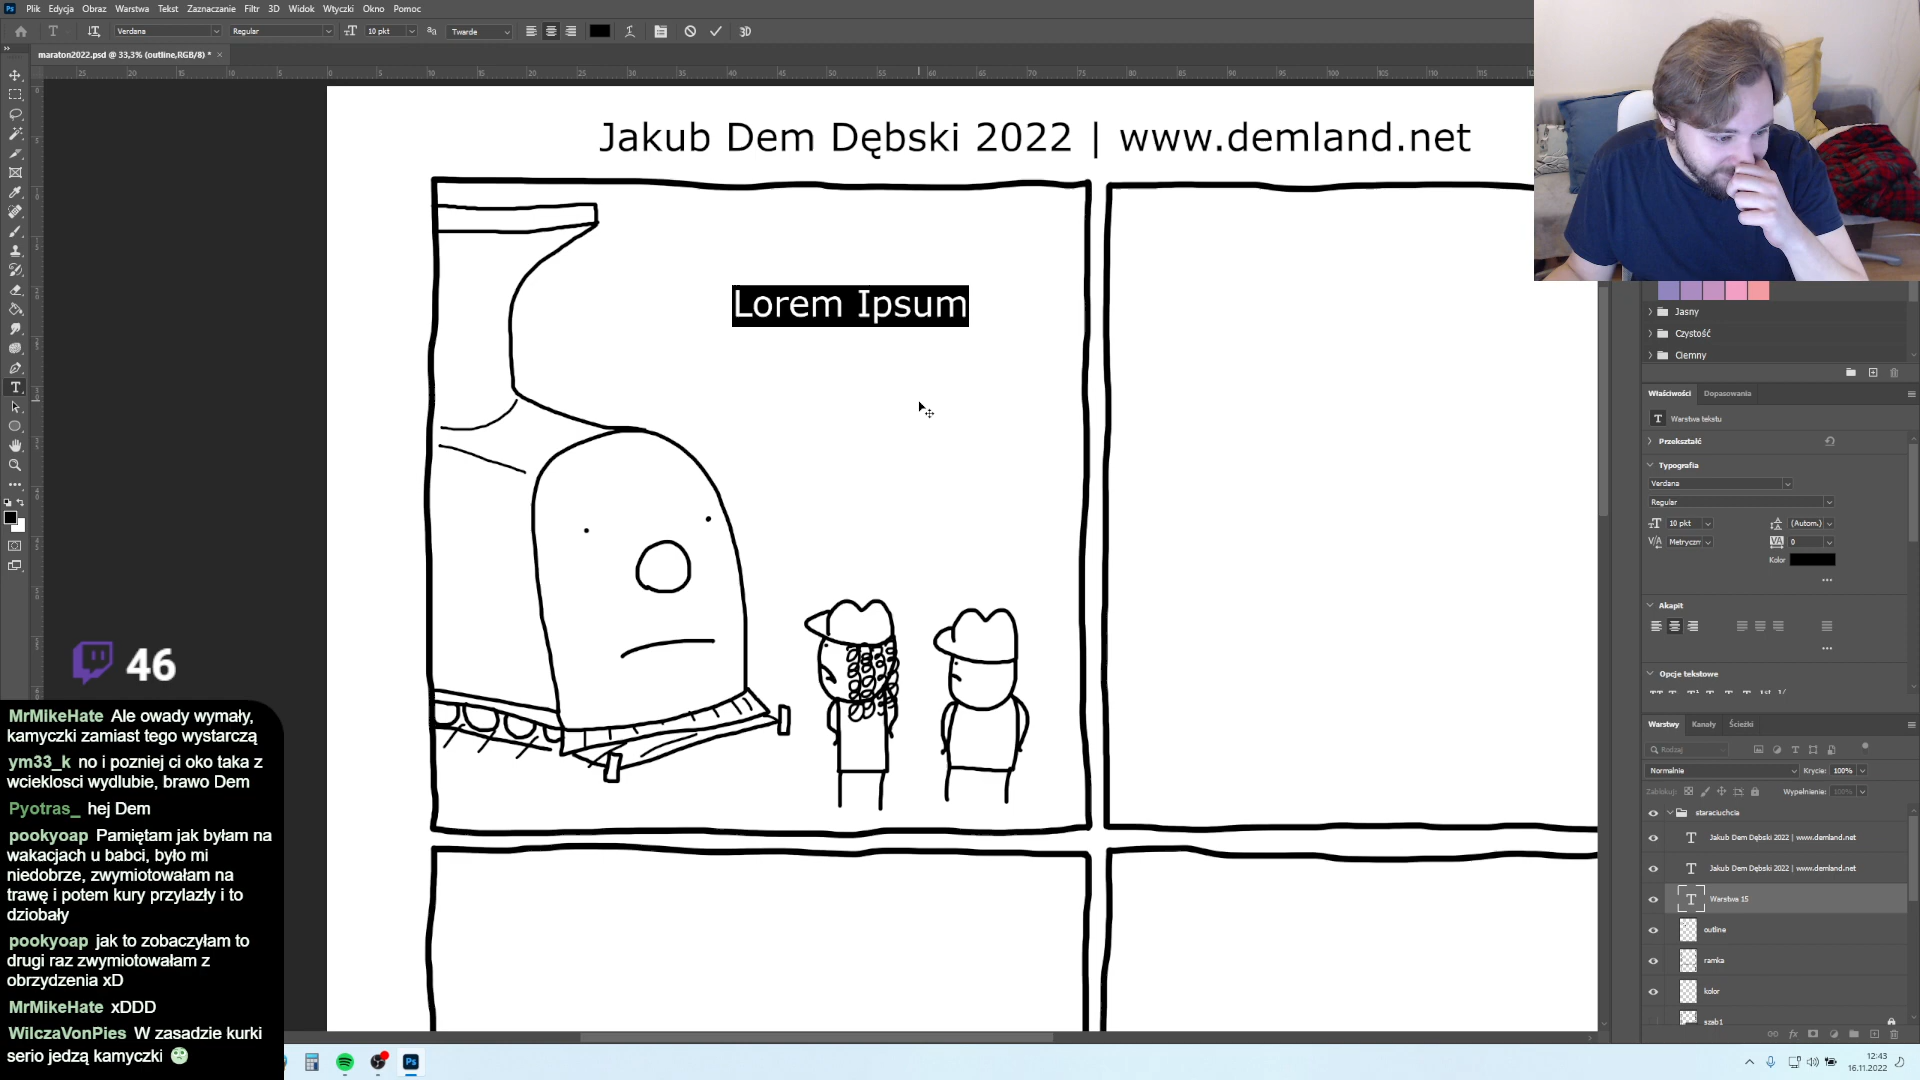 Plik Edycja Obraz Warstwa Tekst Zaznaczanie Filtr 3D Widok Wtyczki Okno Pomoc
Verdana Regular 10 pkt Twarde 3D
maraton2022.psd @ 33,3% (outline,RGB/8) *
Jakub Dem Dębski 2022 | www.demland.net
Lorem Ipsum
46
MrMikeHate Ale owady wymały,
kamyczki zamiast tego wystarczą
ym33_k no i pozniej ci oko taka z
wcieklosci wydlubie, brawo Dem
Pyotras_ hej Dem
pookyoap Pamiętam jak byłam na
wakacjach u babci, było mi
niedobrze, zwymiotowałam na
trawę i potem kury przylazły i to
dziobały
pookyoap jak to zobaczyłam to
drugi raz zwymiotowałam z
obrzydzenia xD
MrMikeHate xDDD
WilczaVonPies W zasadzie kurki
serio jedzą kamyczki
Jasny
Czystość
Ciemny
Właściwości Dopasowania
Warstwa tekstu
Przekształć
Typografia
Verdana
Regular
10 pkt (Autom.)
Metryczn 0
Kolor
Akapit
Opcje tekstowe
Warstwy Kanały Ścieżki
Rodzaj
Normalnie Krycie: 100%
Zablokuj: Wypełnienie: 100%
staraciuchcia
Jakub Dem Dębski 2022 | www.demland.net
Jakub Dem Dębski 2022 | www.demland.net
Warstwa 15
outline
ramka
kolor
szab1
12:43
16.11.2022